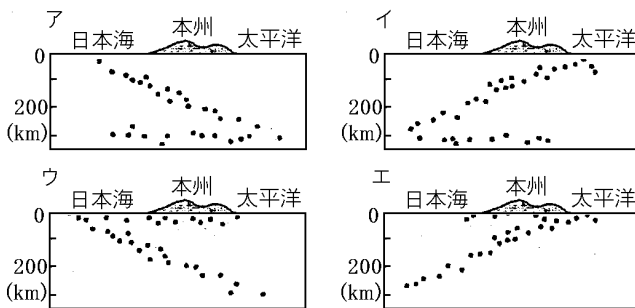 ア
日本海 本州 太平洋
0
200
(km)
イ
日本海 本州 太平洋
0
200
(km)
ウ
日本海 本州 太平洋
0
200
(km)
エ
日本海 本州 太平洋
0
200
(km)